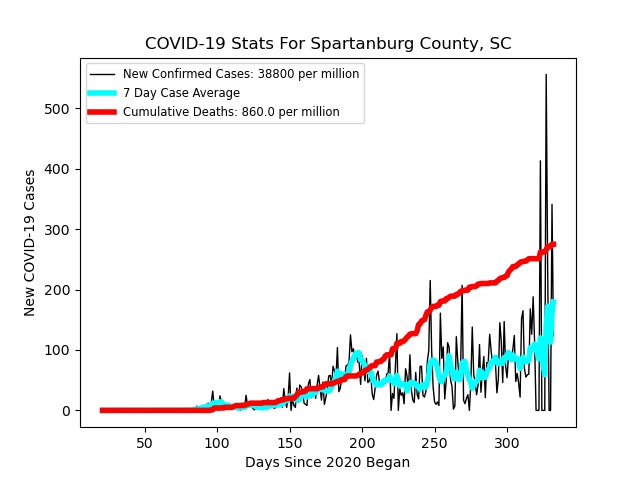 COVID-19 Stats For Spartanburg County, SC
New Confirmed Cases: 38800 per million
7 Day Case Average
Cumulative Deaths: 860.0 per million
New COVID-19 Cases
500
400
300
200
100
0
50 100 150 200 250 300
Days Since 2020 Began